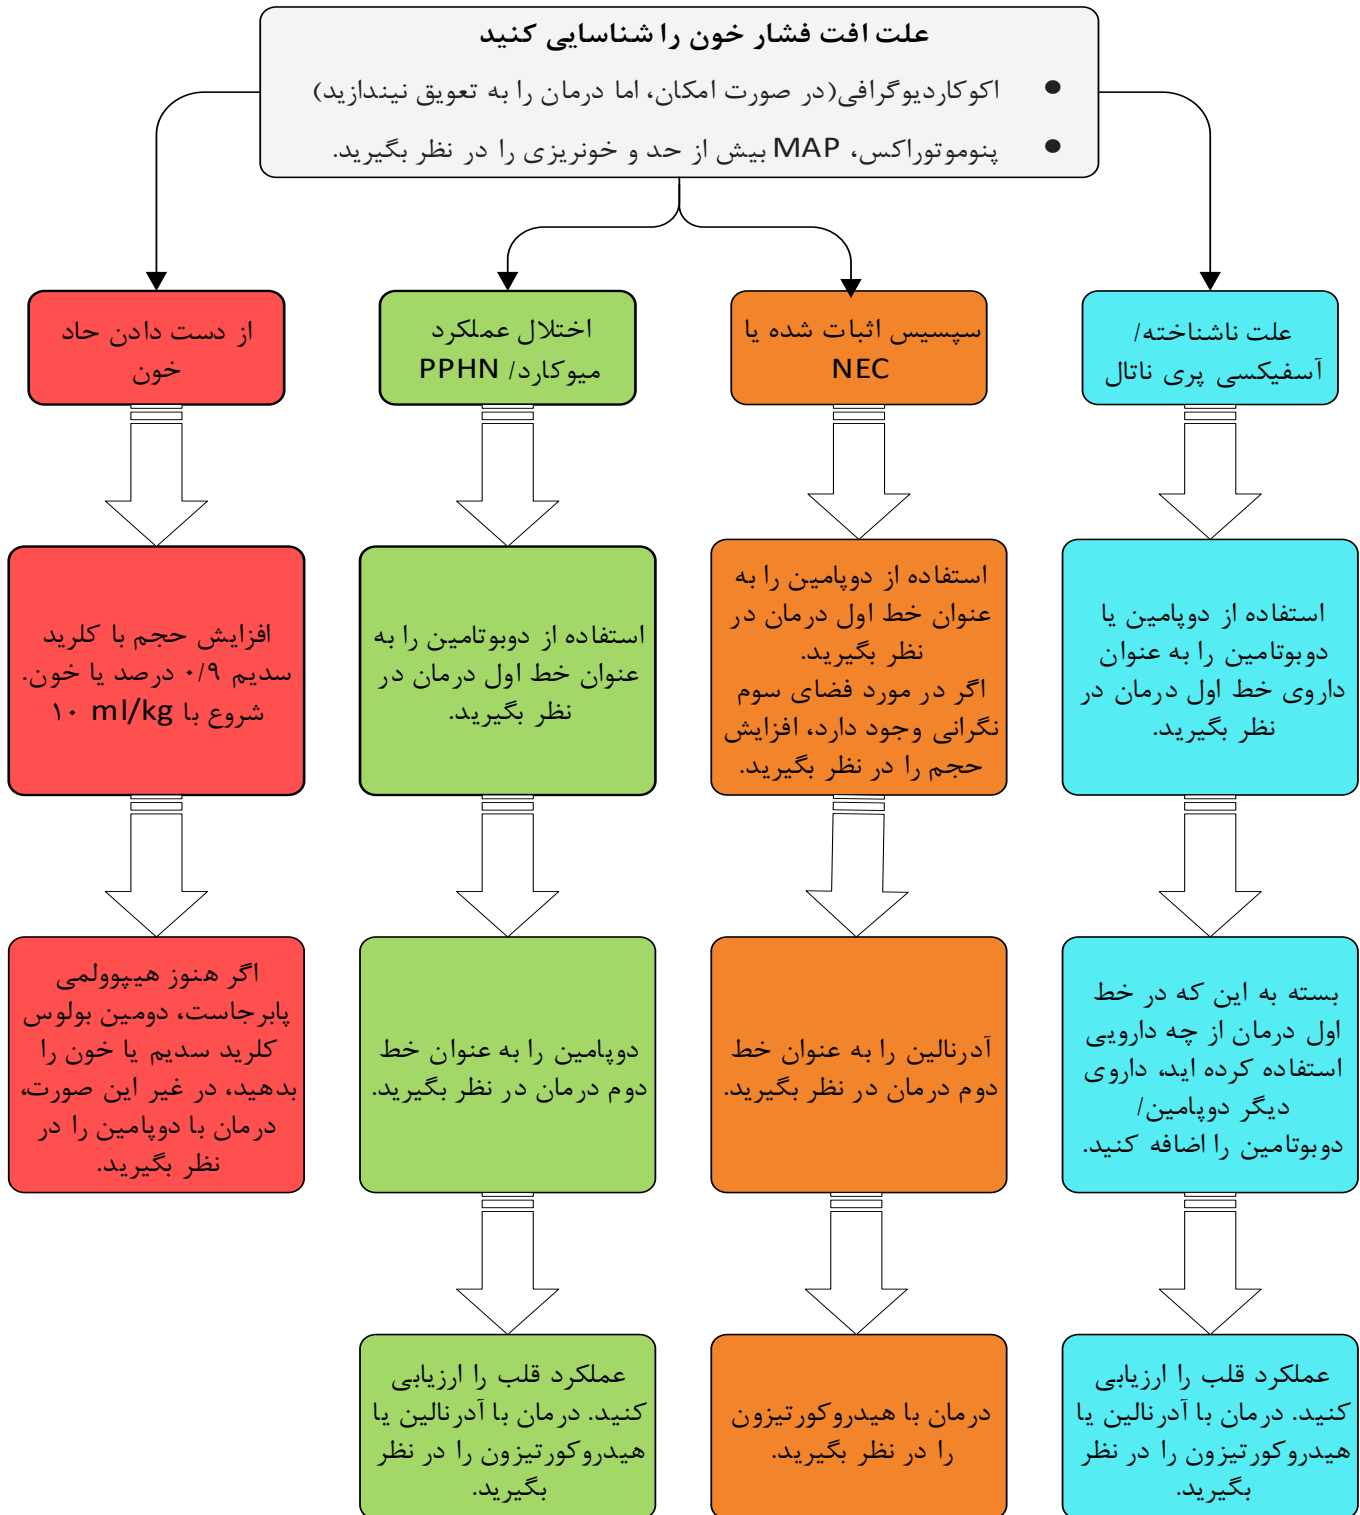 علت افت فشار خون را شناسایی کنید
● اکوکاردیوگرافی(در صورت امکان، اما درمان را به تعویق نیندازید)
● پنوموتوراکس، MAP بیش از حد و خونریزی را در نظر بگیرید.
علت ناشناخته/
آسفیکسی پری ناتال
سپسیس اثبات شده یا
NEC
اختلال عملکرد
میوکارد/ PPHN
از دست دادن حاد
خون
استفاده از دوپامین یا
دوبوتامین را به عنوان
داروی خط اول درمان در
نظر بگیرید.
استفاده از دوپامین را به
عنوان خط اول درمان در
نظر بگیرید.
اگر در مورد فضای سوم
نگرانی وجود دارد، افزایش
حجم را در نظر بگیرید.
استفاده از دوبوتامین را به
عنوان خط اول درمان در
نظر بگیرید.
افزایش حجم با کلرید
سدیم ۰/۹ درصد یا خون.
شروع با ۱۰ ml/kg
بسته به این که در خط
اول درمان از چه دارویی
استفاده کرده اید، داروی
دیگر دوپامین/
دوبوتامین را اضافه کنید.
آدرنالین را به عنوان خط
دوم درمان در نظر بگیرید.
دوپامین را به عنوان خط
دوم درمان در نظر بگیرید.
اگر هنوز هیپوولمی
پابرجاست، دومین بولوس
کلرید سدیم یا خون را
بدهید، در غیر این صورت،
درمان با دوپامین را در
نظر بگیرید.
عملکرد قلب را ارزیابی
کنید. درمان با آدرنالین یا
هیدروکورتیزون را در نظر
بگیرید.
درمان با هیدروکورتیزون
را در نظر بگیرید.
عملکرد قلب را ارزیابی
کنید. درمان با آدرنالین یا
هیدروکورتیزون را در نظر
بگیرید.